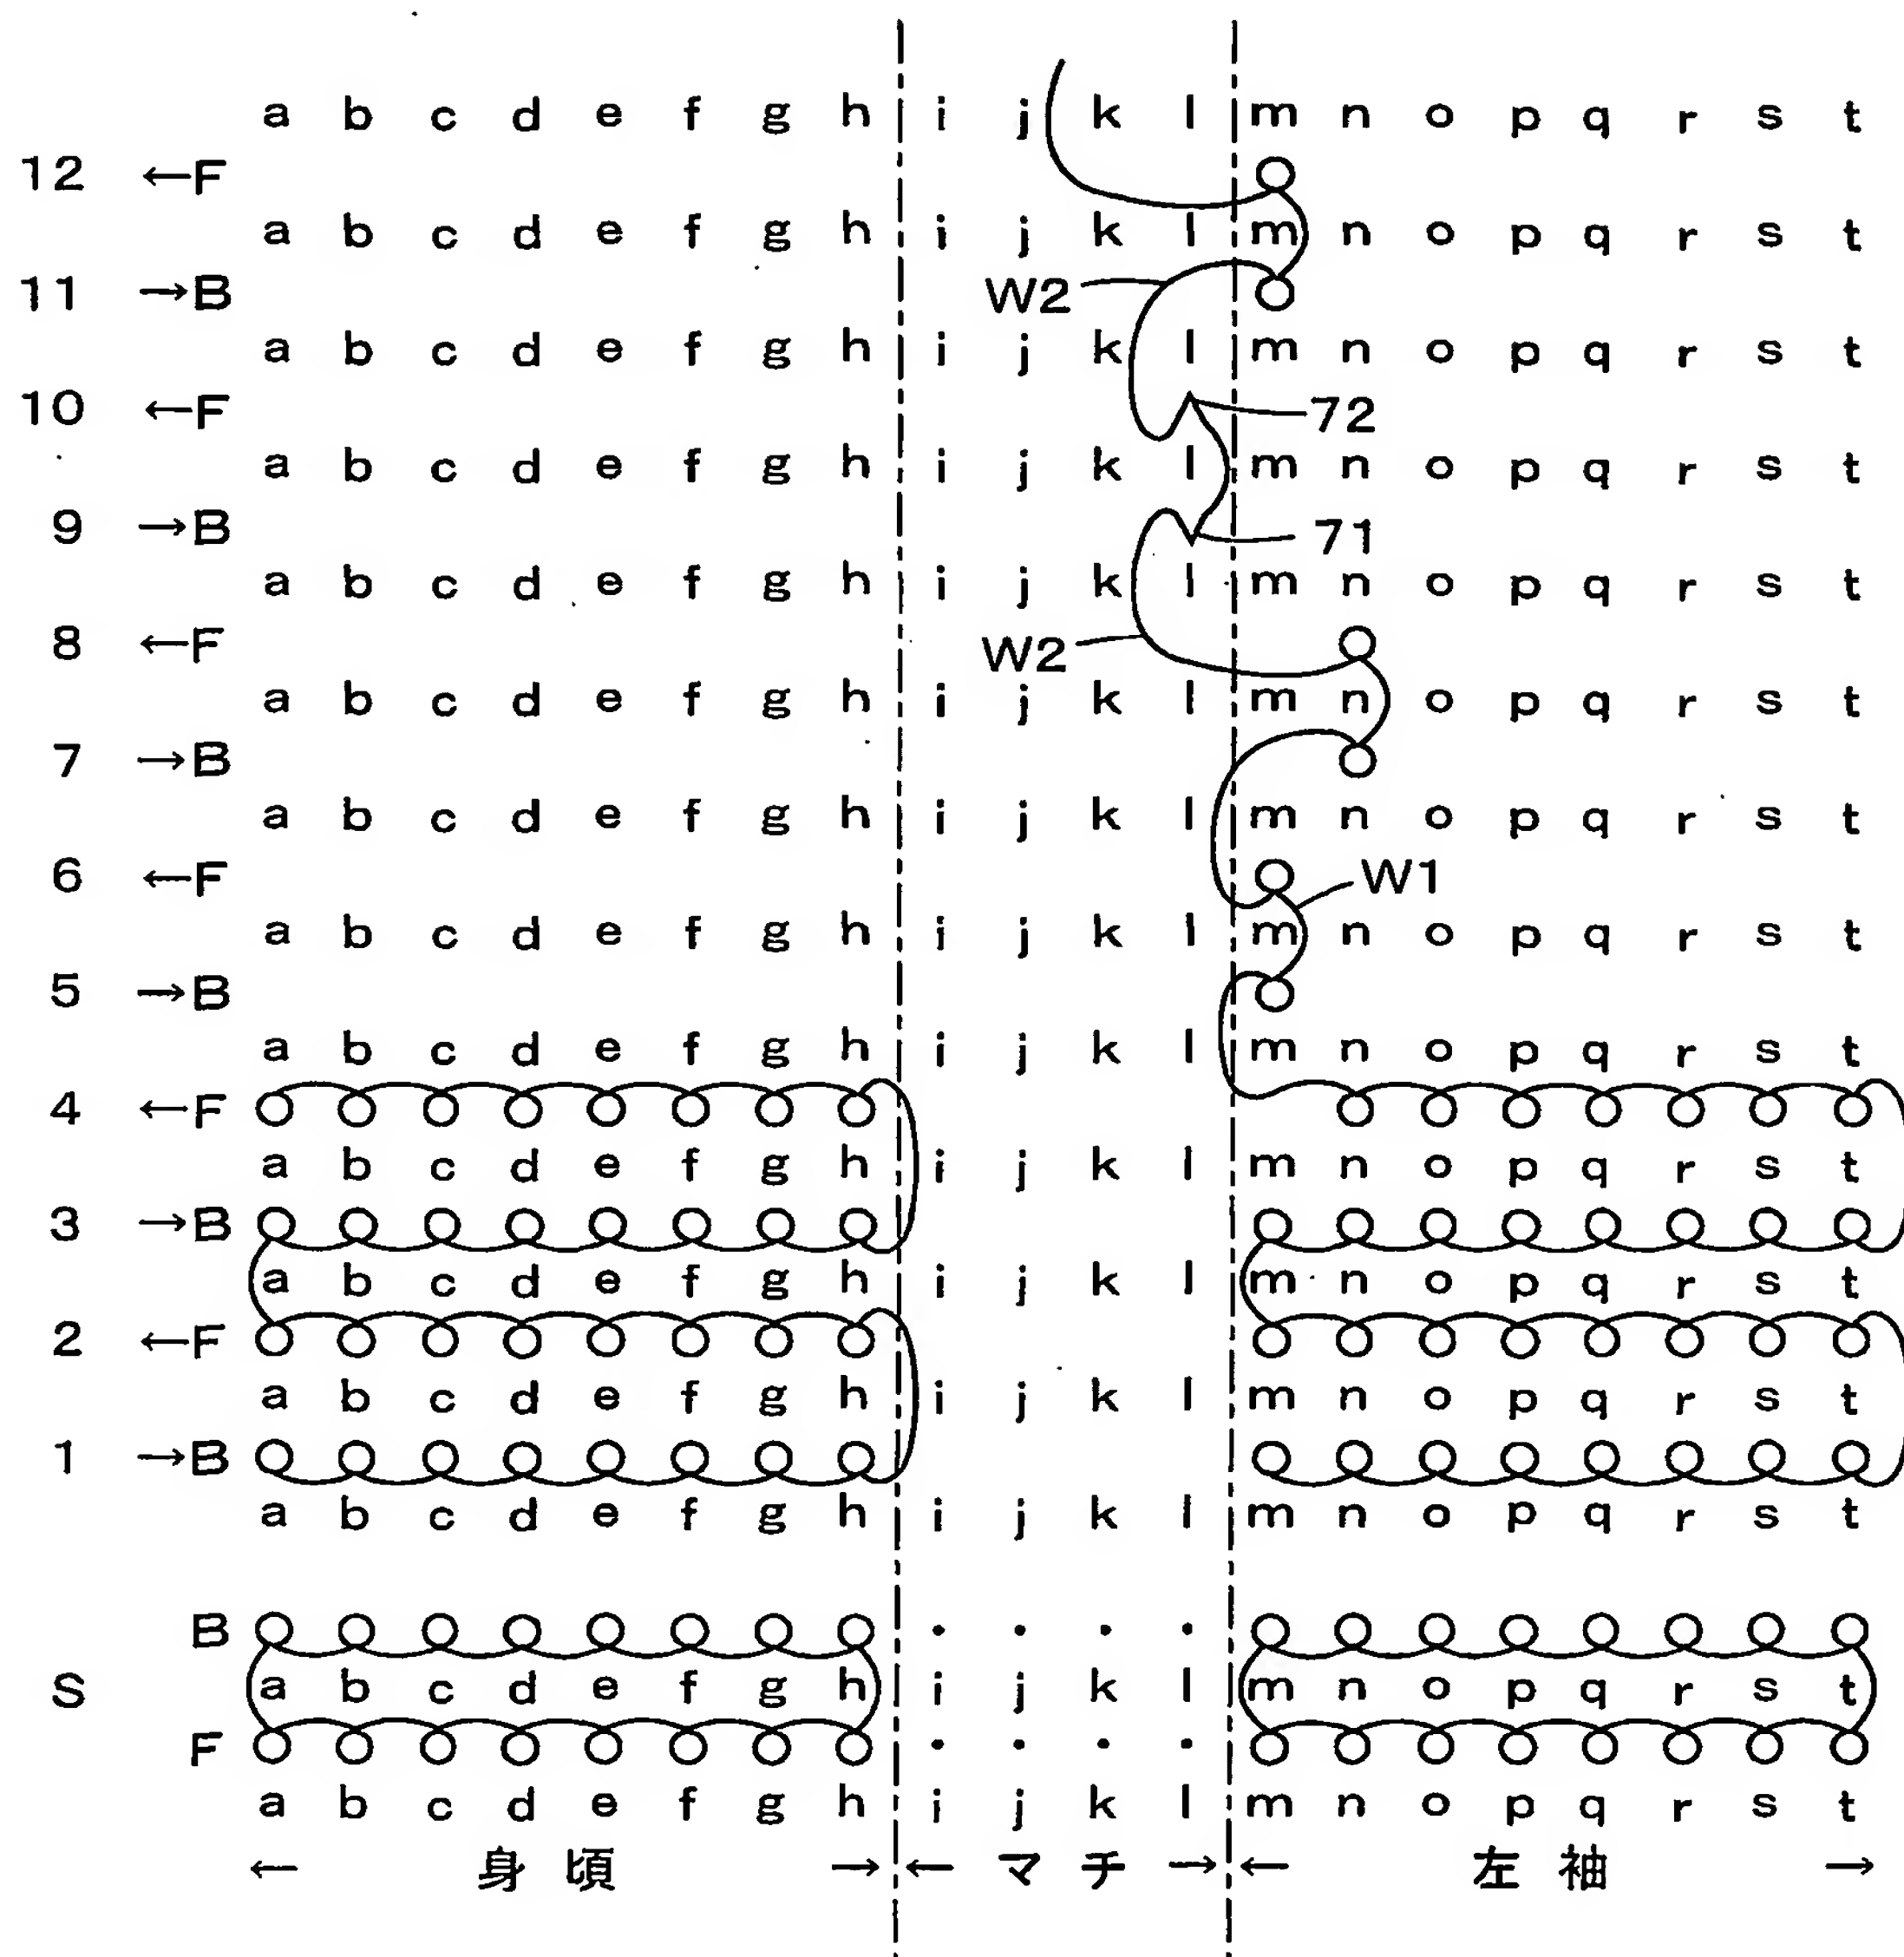 a b c d e f g h i j k l m n o p q r s t
12 ←F
a b c d e f g h i j k l m n o p q r s t
11 →B W2
a b c d e f g h i j k l m n o p q r s t
10 ←F 72
a b c d e f g h i j k l m n o p q r s t
9 →B 71
a b c d e f g h i j k l m n o p q r s t
8 ←F W2
a b c d e f g h i j k l m n o p q r s t
7 →B
a b c d e f g h i j k l m n o p q r s t
6 ←F W1
a b c d e f g h i j k l m n o p q r s t
5 →B
a b c d e f g h i j k l m n o p q r s t
4 ←F
a b c d e f g h i j k l m n o p q r s t
3 →B
a b c d e f g h i j k l m n o p q r s t
2 ←F
a b c d e f g h i j k l m n o p q r s t
1 →B
a b c d e f g h i j k l m n o p q r s t
B
S a b c d e f g h i j k l m n o p q r s t
F
a b c d e f g h i j k l m n o p q r s t
← 身頃 → ← マチ → ← 左袖 →